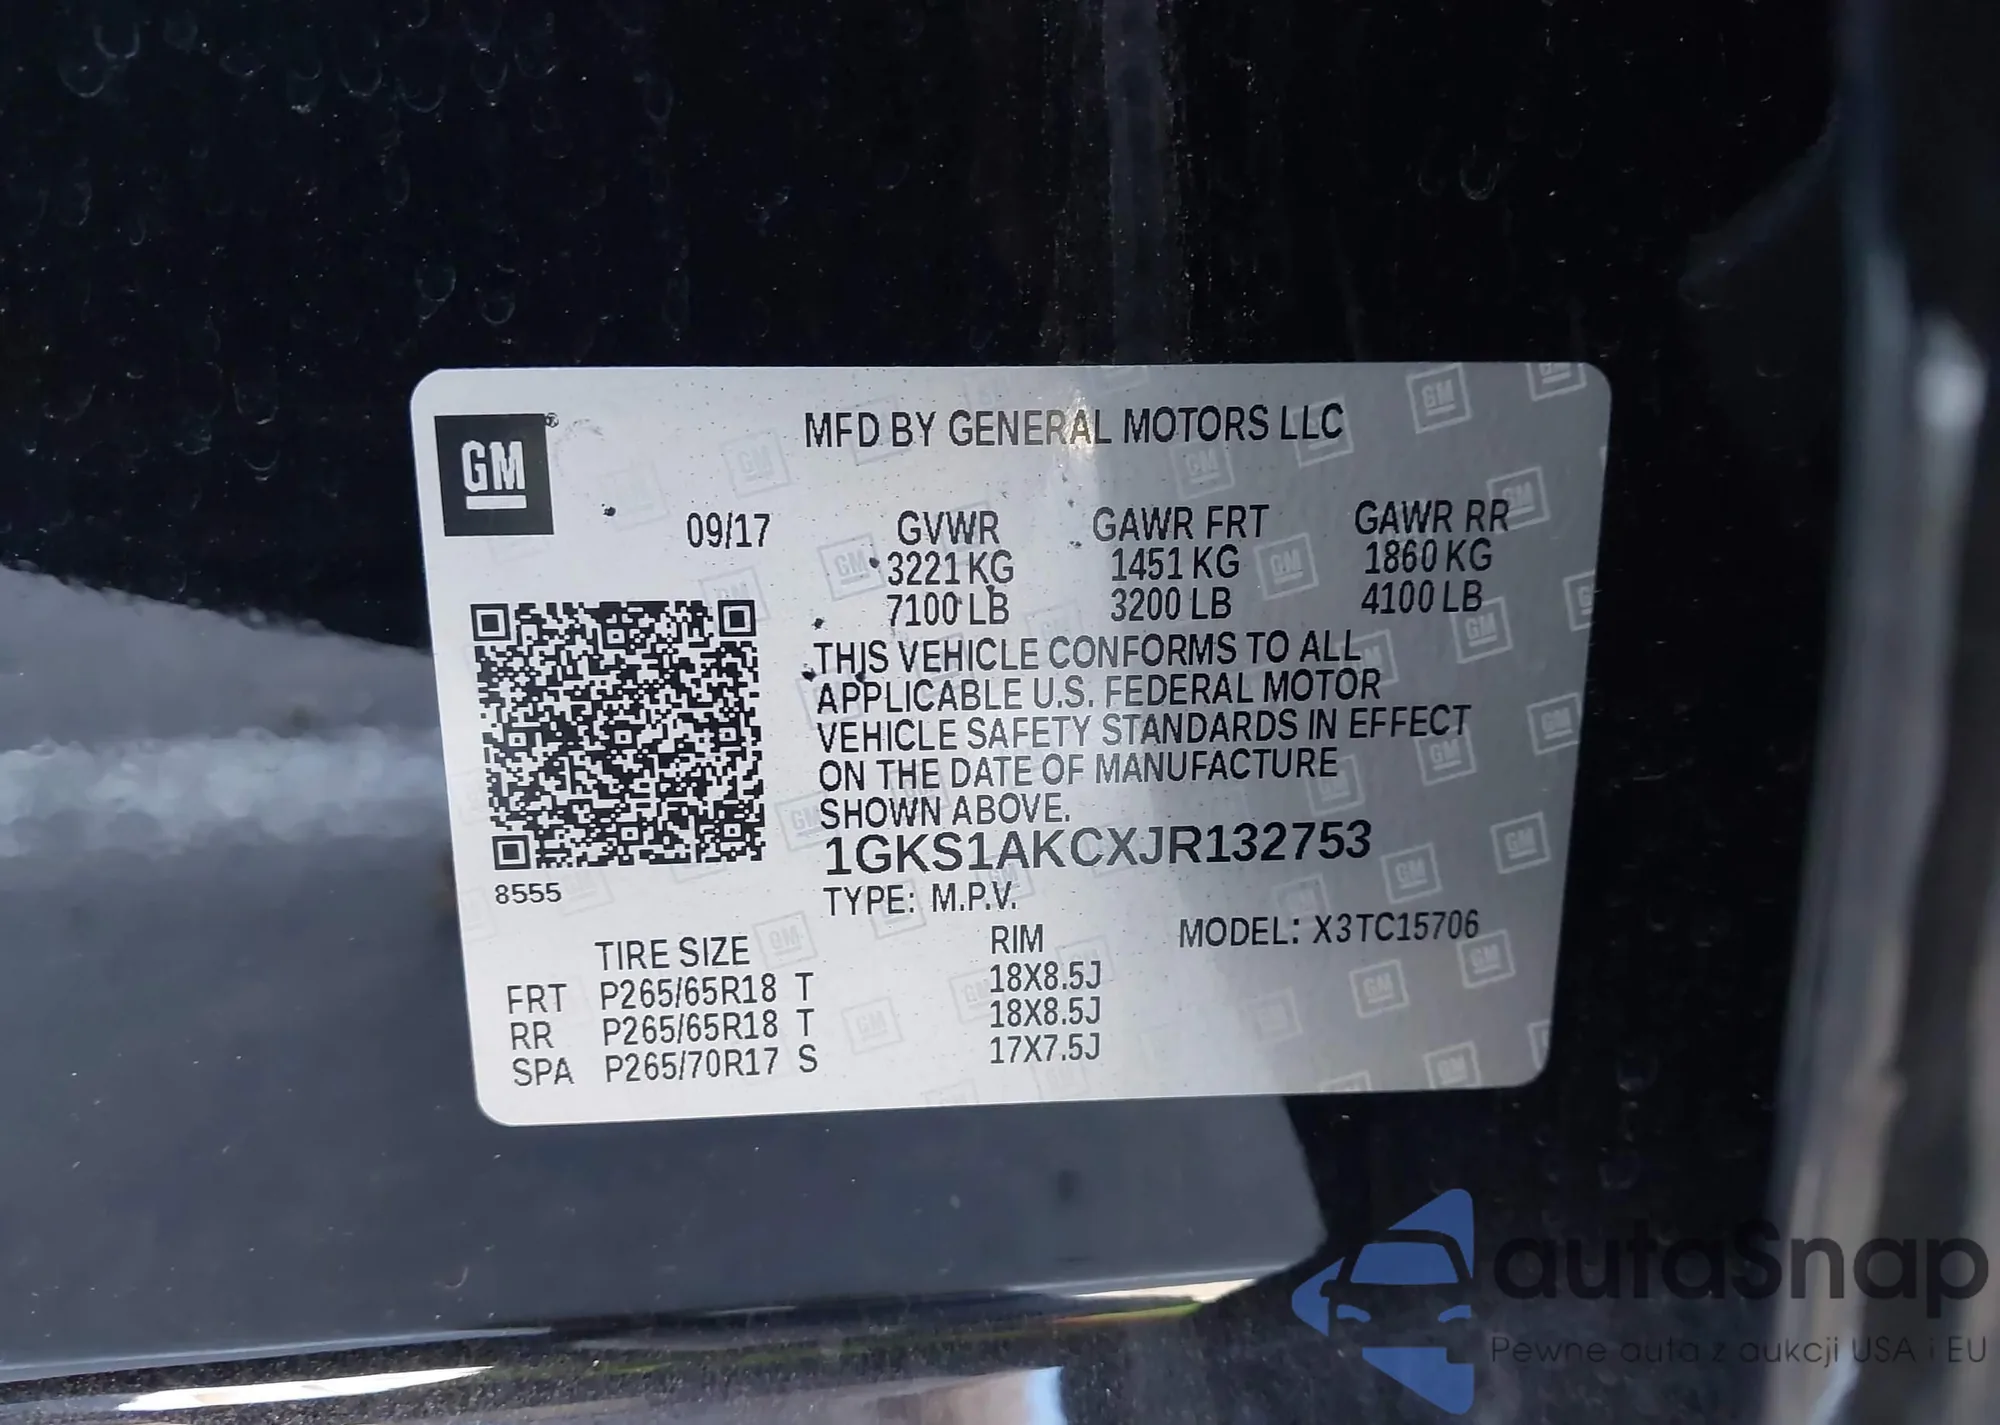 GM®
MFD BY GENERAL MOTORS LLC
09/17 GVWR GAWR FRT GAWR RR
3221 KG 1451 KG 1860 KG
7100 LB 3200 LB 4100 LB
THIS VEHICLE CONFORMS TO ALL
APPLICABLE U.S. FEDERAL MOTOR
VEHICLE SAFETY STANDARDS IN EFFECT
ON THE DATE OF MANUFACTURE
SHOWN ABOVE.
1GKS1AKCXJR132753
8555
TYPE: M.P.V.
MODEL: X3TC15706
TIRE SIZE RIM
FRT P265/65R18 T 18X8.5J
RR P265/65R18 T 18X8.5J
SPA P265/70R17 S 17X7.5J
autaSnap
Pewne auta z aukcji USA i EU